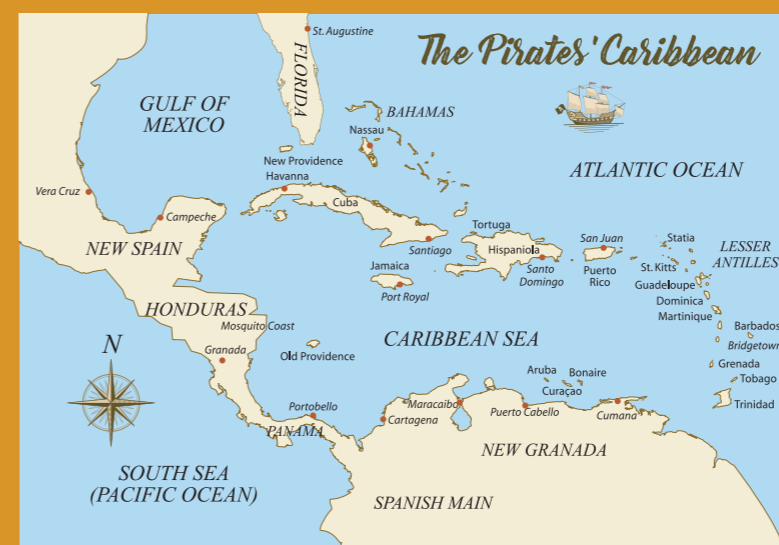 The Pirates' Caribbean
St. Augustine
FLORIDA
GULF OF
MEXICO
BAHAMAS
Nassau
New Providence
Havanna
ATLANTIC OCEAN
Vera Cruz
Campeche
Cuba
Tortuga
NEW SPAIN
Santiago
Hispaniola
San Juan
Statia
LESSER
ANTILLES
Jamaica
Santo
Domingo
Puerto
Rico
St. Kitts
Guadeloupe
Port Royal
Dominica
HONDURAS
Martinique
Mosquito Coast
CARIBBEAN SEA
Barbados
N
Granada
Old Providence
Bridgetown
Aruba
Bonaire
Grenada
Curaçao
Tobago
Portobello
Maracaibo
Puerto Cabello
Cumana
Trinidad
PANAMA
Cartagena
NEW GRANADA
SOUTH SEA
(PACIFIC OCEAN)
SPANISH MAIN